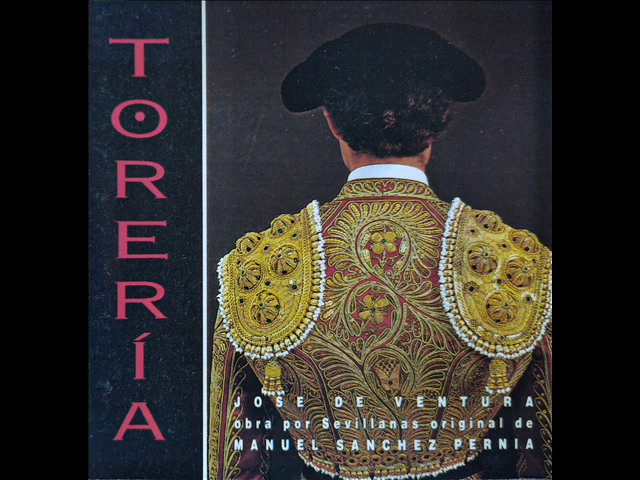 TORERÍA
JOSE DE VENTURA
obra por Sevillanas original de
MANUEL SANCHEZ PERNIA